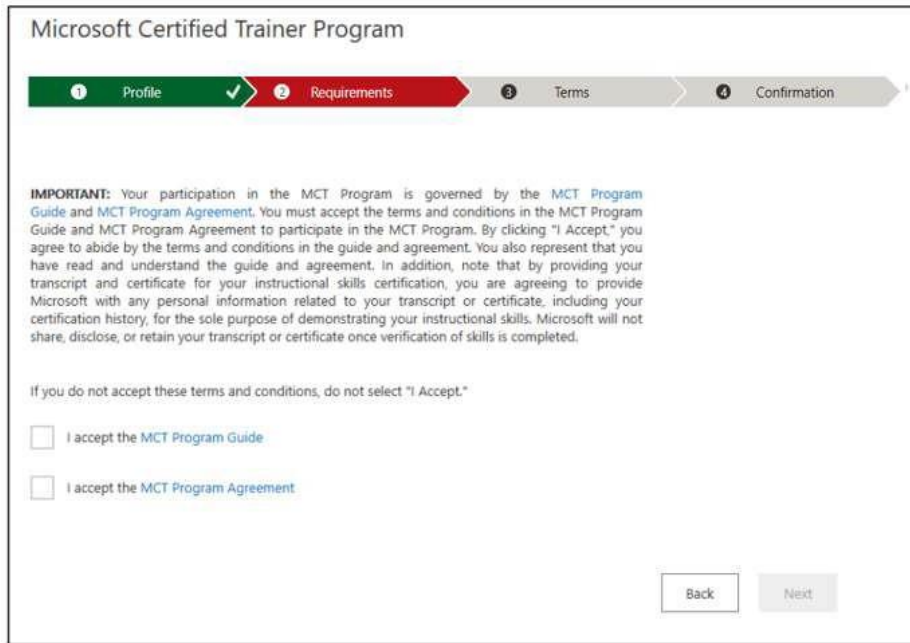 Microsoft Certified Trainer Program
1 Profile 2 Requirements 3 Terms 4 Confirmation
IMPORTANT: Your participation in the MCT Program is governed by the MCT Program
Guide and MCT Program Agreement. You must accept the terms and conditions in the MCT Program
Guide and MCT Program Agreement to participate in the MCT Program. By clicking "I Accept," you
agree to abide by the terms and conditions in the guide and agreement. You also represent that you
have read and understand the guide and agreement. In addition, note that by providing your
transcript and certificate for your instructional skills certification, you are agreeing to provide
Microsoft with any personal information related to your transcript or certificate, including your
certification history, for the sole purpose of demonstrating your instructional skills. Microsoft will not
share, disclose, or retain your transcript or certificate once verification of skills is completed.
If you do not accept these terms and conditions, do not select "I Accept."
I accept the MCT Program Guide
I accept the MCT Program Agreement
Back Next